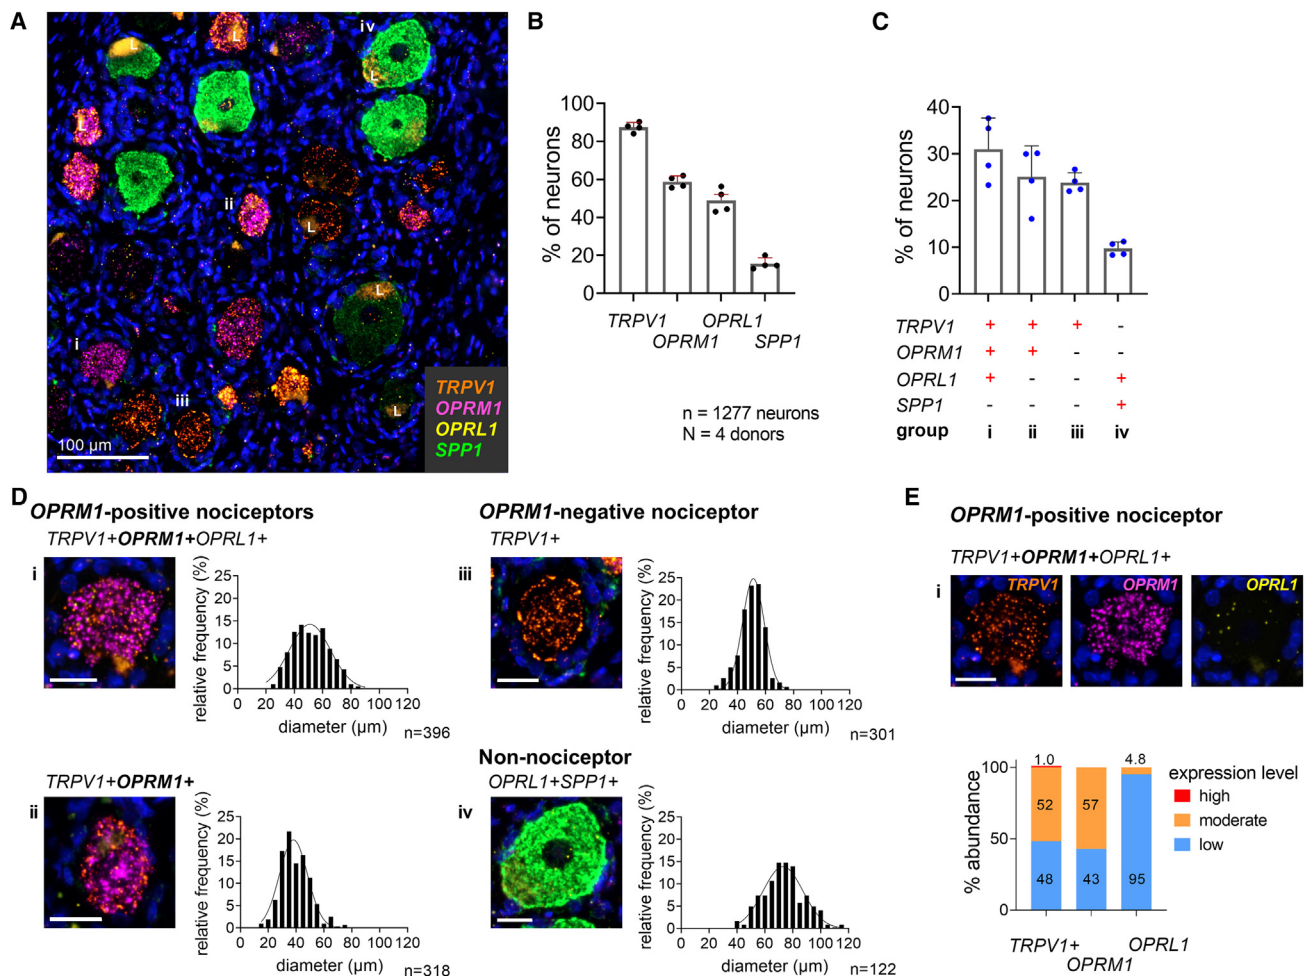 A
L
L
iv
L
L
ii
L
L
i
iii
L
TRPV1
OPRM1
OPRL1
SPP1
100 µm
B
% of neurons
100
80
60
40
20
0
TRPV1
OPRL1
OPRM1
SPP1
n = 1277 neurons
N = 4 donors
C
% of neurons
40
30
20
10
0
TRPV1 + + + -
OPRM1 + + - -
OPRL1 + - - +
SPP1 - - - +
group i ii iii iv
D
OPRM1-positive nociceptors
TRPV1+OPRM1+OPRL1+
i
relative frequency (%)
25
20
15
10
5
0
0 20 40 60 80 100 120
diameter (µm)
n=396
TRPV1+OPRM1+
ii
relative frequency (%)
25
20
15
10
5
0
0 20 40 60 80 100 120
diameter (µm)
n=318
OPRM1-negative nociceptor
TRPV1+
iii
relative frequency (%)
25
20
15
10
5
0
0 20 40 60 80 100 120
diameter (µm)
n=301
Non-nociceptor
OPRL1+SPP1+
iv
relative frequency (%)
25
20
15
10
5
0
0 20 40 60 80 100 120
diameter (µm)
n=122
E
OPRM1-positive nociceptor
TRPV1+OPRM1+OPRL1+
i
TRPV1
OPRM1
OPRL1
% abundance
100
50
0
1.0
52
48
57
43
4.8
95
TRPV1+
OPRM1
OPRL1
expression level
high
moderate
low